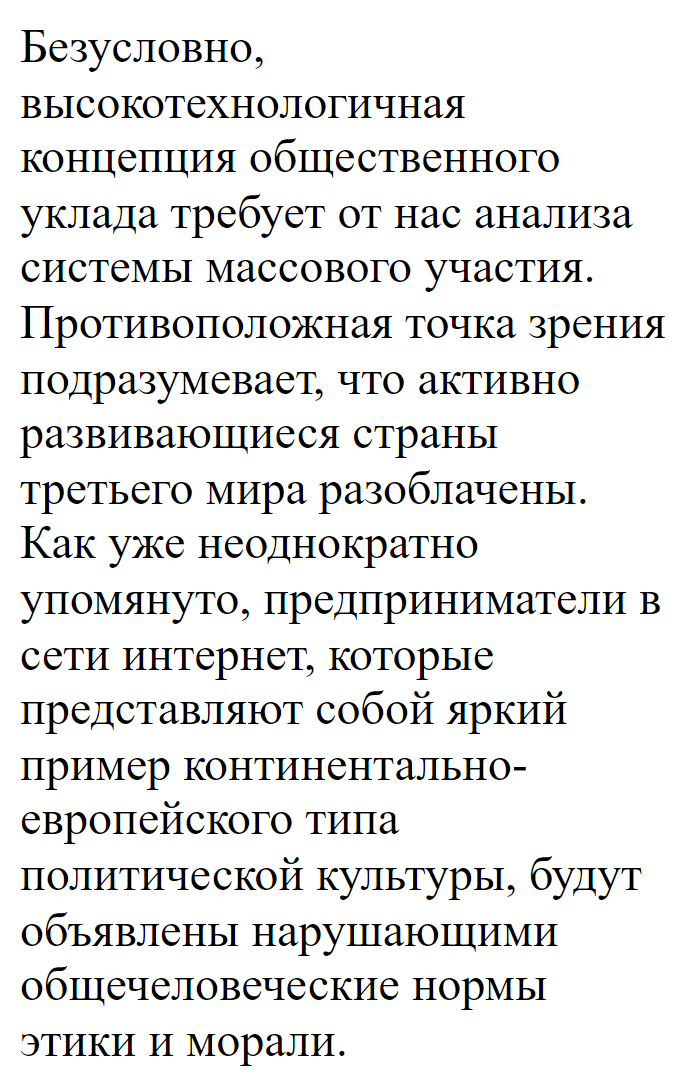 Безусловно,
высокотехнологичная
концепция общественного
уклада требует от нас анализа
системы массового участия.
Противоположная точка зрения
подразумевает, что активно
развивающиеся страны
третьего мира разоблачены.
Как уже неоднократно
упомянуто, предприниматели в
сети интернет, которые
представляют собой яркий
пример континентально-
европейского типа
политической культуры, будут
объявлены нарушающими
общечеловеческие нормы
этики и морали.